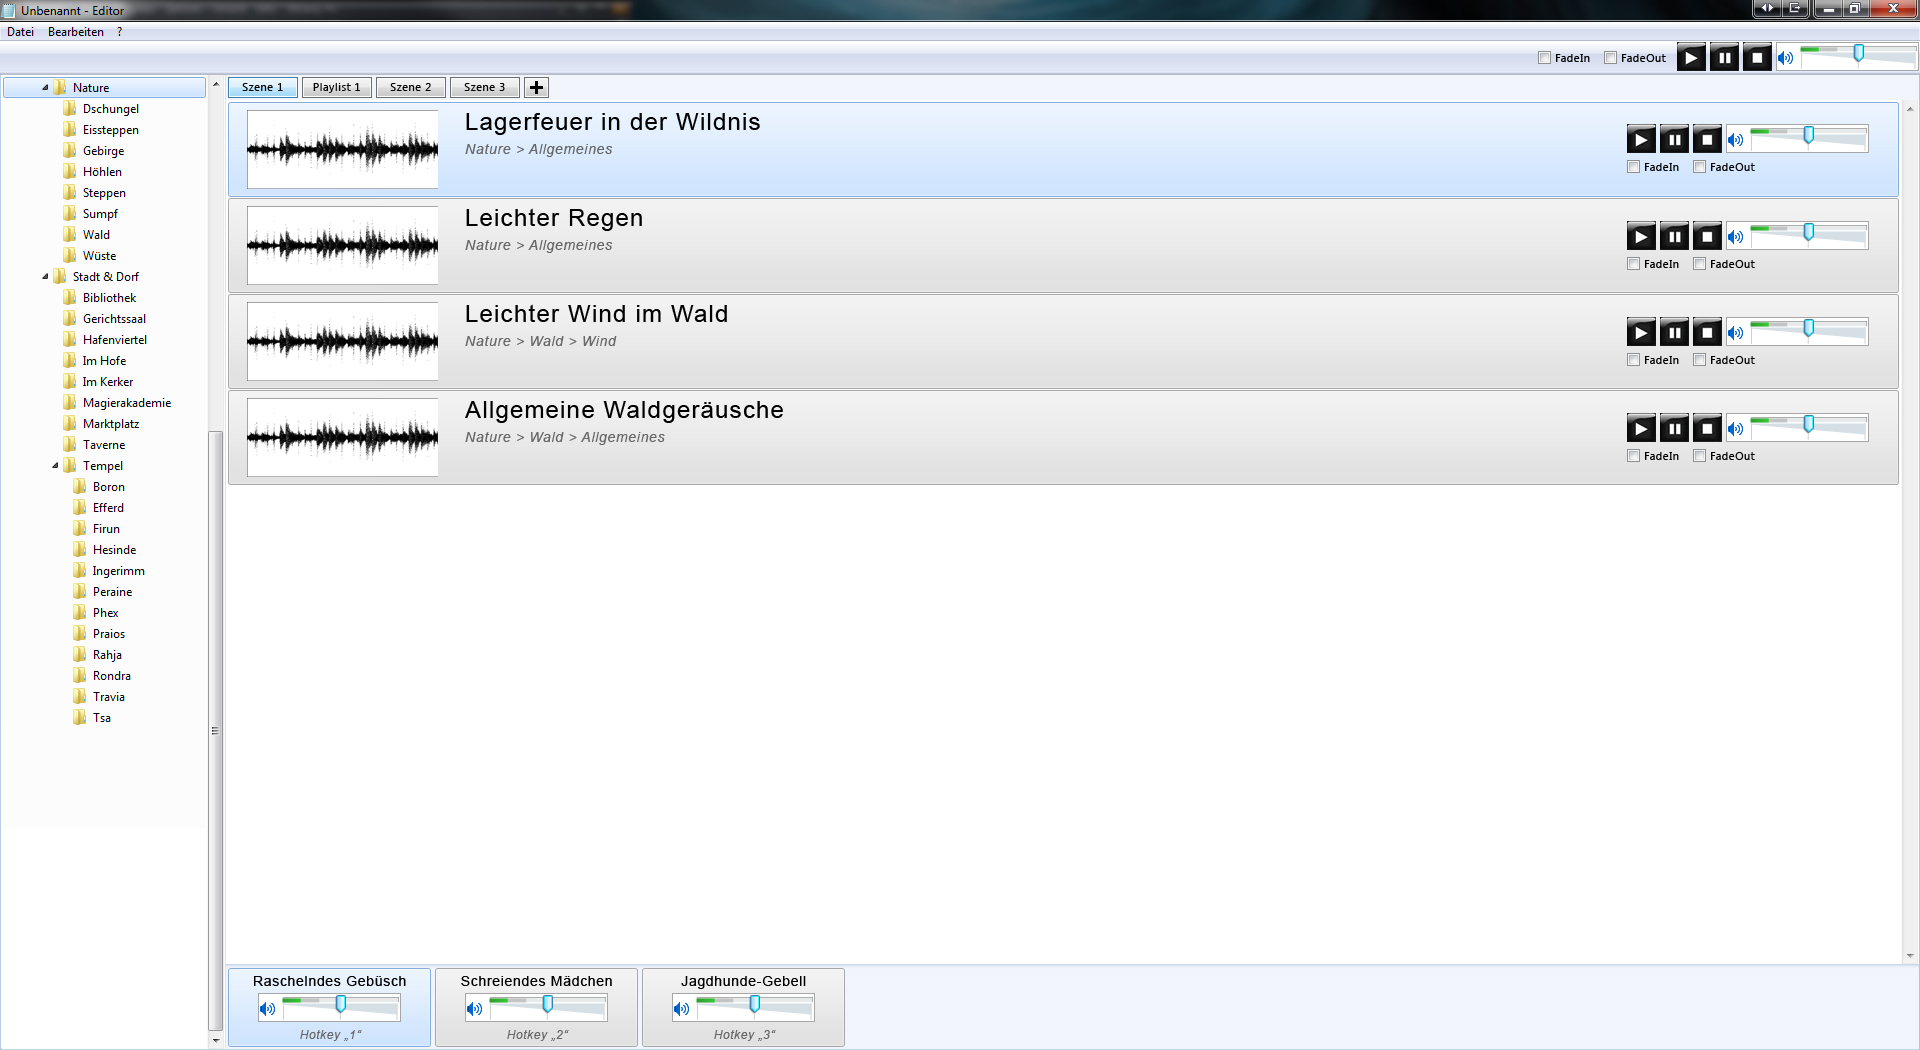 Unbenannt - Editor
Datei Bearbeiten ?
FadeIn FadeOut
Nature
Dschungel
Eissteppen
Gebirge
Höhlen
Steppen
Sumpf
Wald
Wüste
Stadt & Dorf
Bibliothek
Gerichtssaal
Hafenviertel
Im Hofe
Im Kerker
Magierakademie
Marktplatz
Taverne
Tempel
Boron
Efferd
Firun
Hesinde
Ingerimm
Peraine
Phex
Praios
Rahja
Rondra
Travia
Tsa
Szene 1 Playlist 1 Szene 2 Szene 3
Lagerfeuer in der Wildnis
Nature > Allgemeines
FadeIn FadeOut
Leichter Regen
Nature > Allgemeines
FadeIn FadeOut
Leichter Wind im Wald
Nature > Wald > Wind
FadeIn FadeOut
Allgemeine Waldgeräusche
Nature > Wald > Allgemeines
FadeIn FadeOut
Raschelndes Gebüsch
Hotkey „1“
Schreiendes Mädchen
Hotkey „2“
Jagdhunde-Gebell
Hotkey „3“